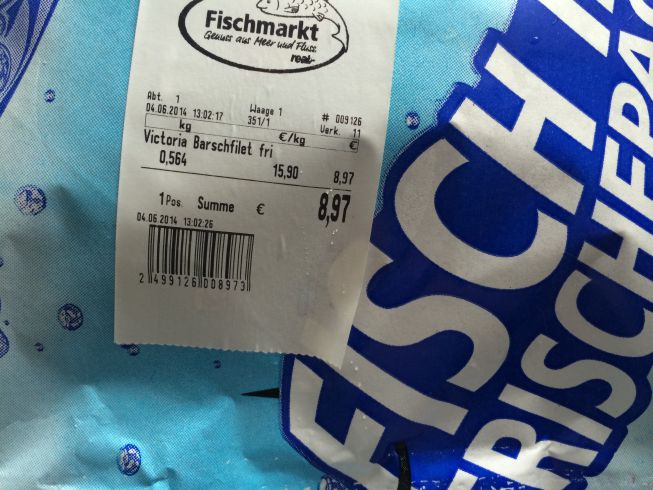 Fischmarkt
Genuss aus Meer und Fluss.
real,-
Abt. 1 Waage 1 # 009126
04.06.2014 13:02:17 351/1 Verk. 11
kg €/kg €
Victoria Barschfilet fri
0,564 15,90 8,97
1 Pos. Summe € 8,97
04.06.2014 13:02:26
2 499126 008973
FISCH
FRISCHEPA